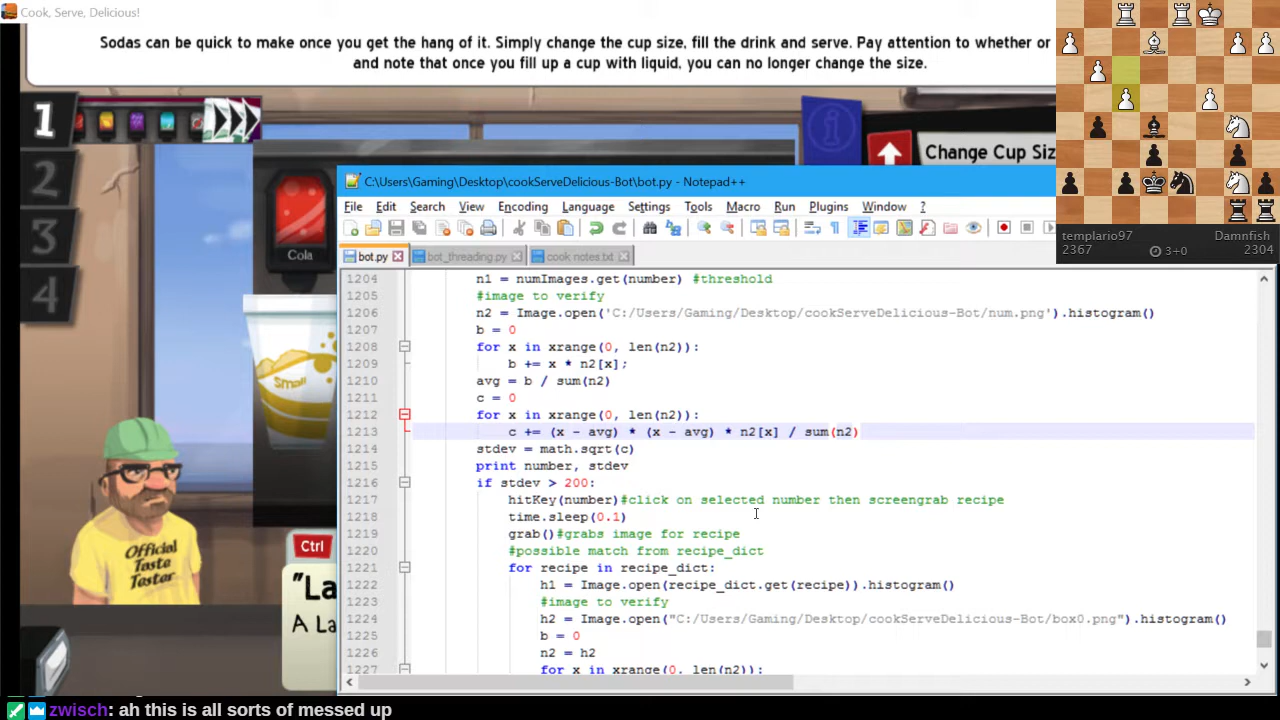 Cook, Serve, Delicious!
Sodas can be quick to make once you get the hang of it. Simply change the cup size, fill the drink and serve. Pay attention to whether or
and note that once you fill up a cup with liquid, you can no longer change the size.
1
2
3
4
Change Cup Siz
Cola
Small
Official
Taste
Tester
Ctrl
"La
A La
templario97
Damnfish
2367
3+0
2304
C:\Users\Gaming\Desktop\cookServeDelicious-Bot\bot.py - Notepad++
File Edit Search View Encoding Language Settings Tools Macro Run Plugins Window ?
bot.py bot_threading.py cook notes.txt
1204 n1 = numImages.get(number) #threshold
1205 #image to verify
1206 n2 = Image.open('C:/Users/Gaming/Desktop/cookServeDelicious-Bot/num.png').histogram()
1207 b = 0
1208 for x in xrange(0, len(n2)):
1209 b += x * n2[x];
1210 avg = b / sum(n2)
1211 c = 0
1212 for x in xrange(0, len(n2)):
1213 c += (x - avg) * (x - avg) * n2[x] / sum(n2)
1214 stdev = math.sqrt(c)
1215 print number, stdev
1216 if stdev > 200:
1217 hitKey(number)#click on selected number then screengrab recipe
1218 time.sleep(0.1)
1219 grab()#grabs image for recipe
1220 #possible match from recipe_dict
1221 for recipe in recipe_dict:
1222 h1 = Image.open(recipe_dict.get(recipe)).histogram()
1223 #image to verify
1224 h2 = Image.open("C:/Users/Gaming/Desktop/cookServeDelicious-Bot/box0.png").histogram()
1225 b = 0
1226 n2 = h2
1227 for x in xrange(0, len(n2)):
zwisch: ah this is all sorts of messed up